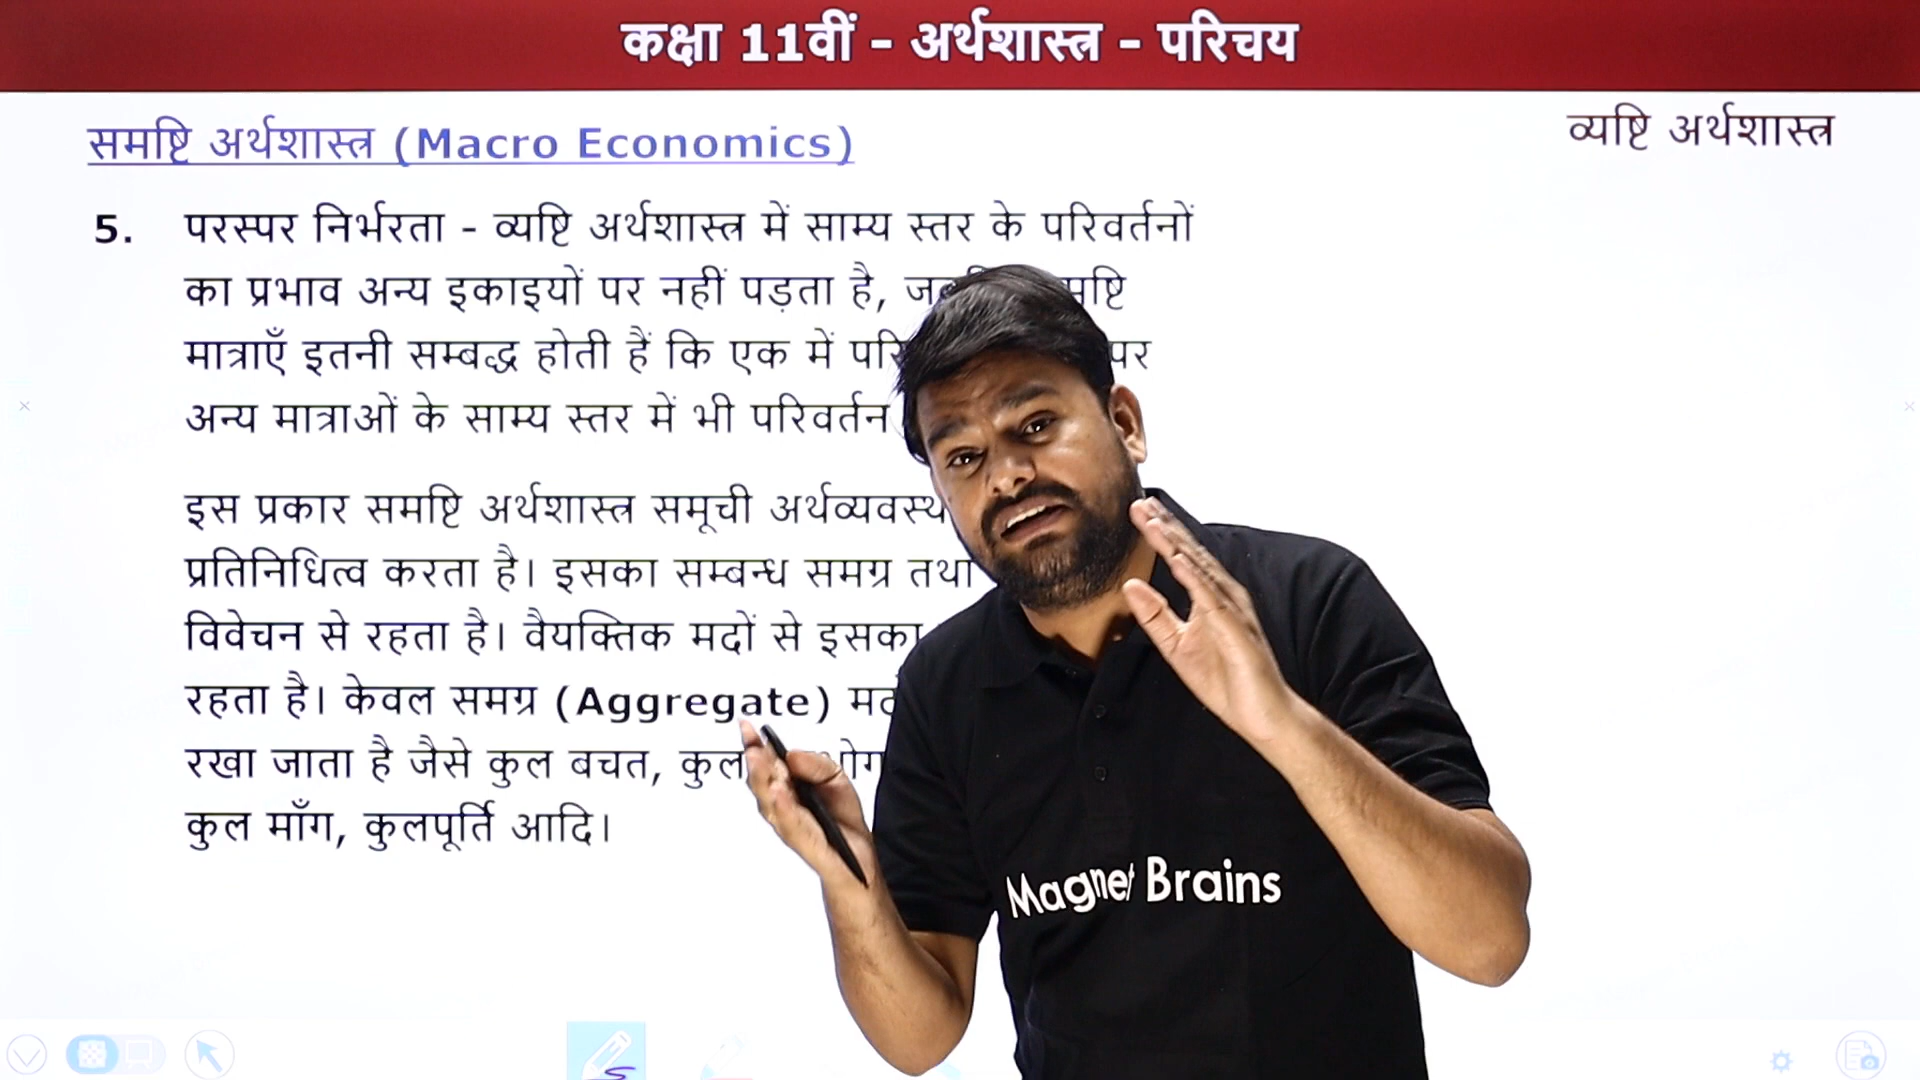 कक्षा 11वीं - अर्थशास्त्र - परिचय
समष्टि अर्थशास्त्र (Macro Economics)
व्यष्टि अर्थशास्त्र
5. परस्पर निर्भरता - व्यष्टि अर्थशास्त्र में साम्य स्तर के परिवर्तनों
का प्रभाव अन्य इकाइयों पर नहीं पड़ता है,
मात्राएँ इतनी सम्बद्ध होती हैं कि एक में पर
अन्य मात्राओं के साम्य स्तर में भी परिवर्तन
इस प्रकार समष्टि अर्थशास्त्र समूची
प्रतिनिधित्व करता है। इसका सम्बन्ध समग्र तथा
विवेचन से रहता है। वैयक्तिक मदों से इसका
रहता है। केवल समग्र (Aggregate)
रखा जाता है जैसे कुल बचत, कुल
कुल माँग, कुलपूर्ति आदि।
Magnet Brains